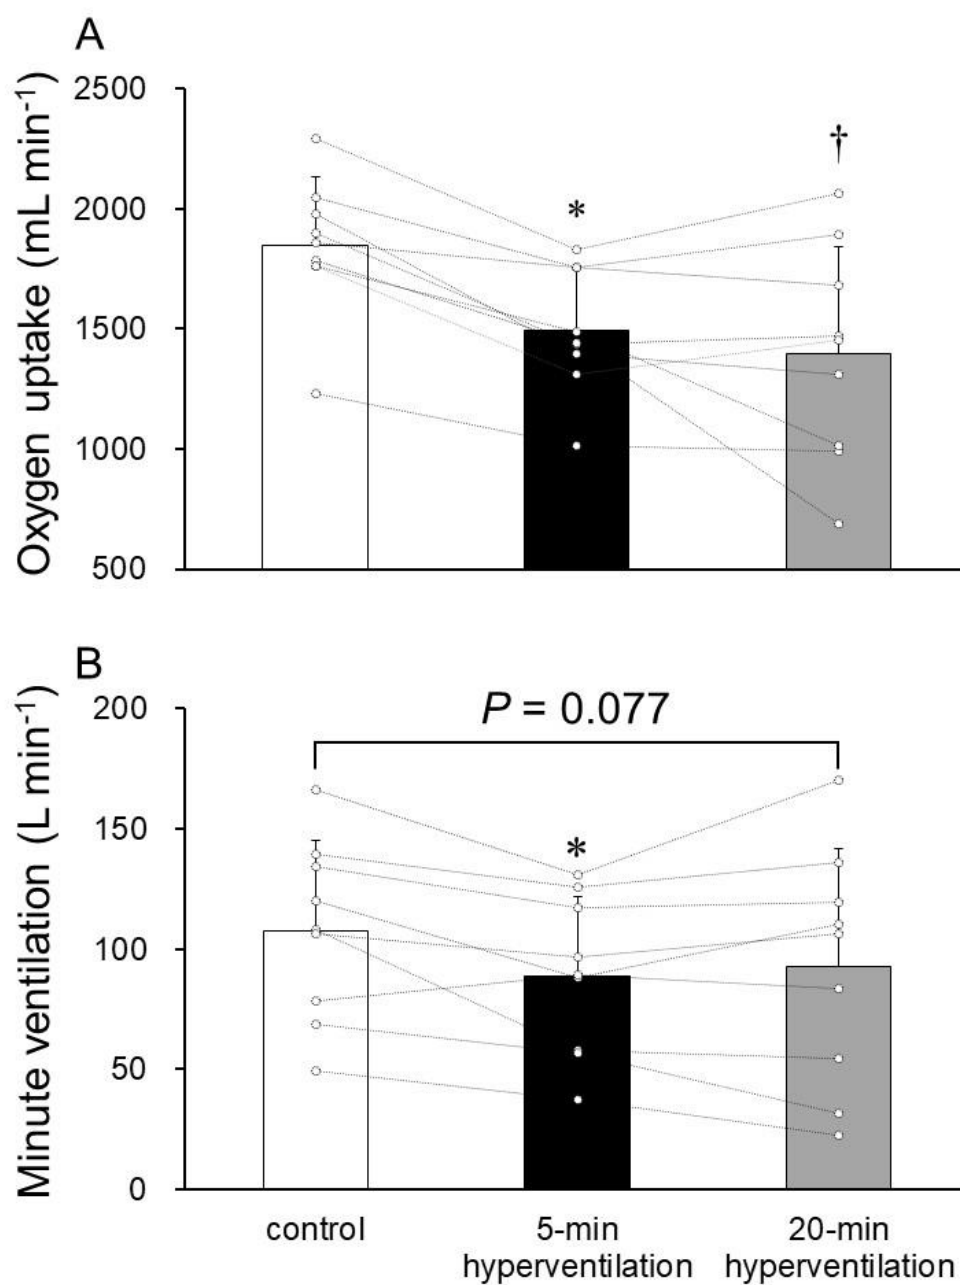 A
Oxygen uptake (mL min⁻¹)
2500
2000
1500
1000
500
*
†
B
Minute ventilation (L min⁻¹)
200
150
100
50
0
P = 0.077
*
control
5-min
hyperventilation
20-min
hyperventilation